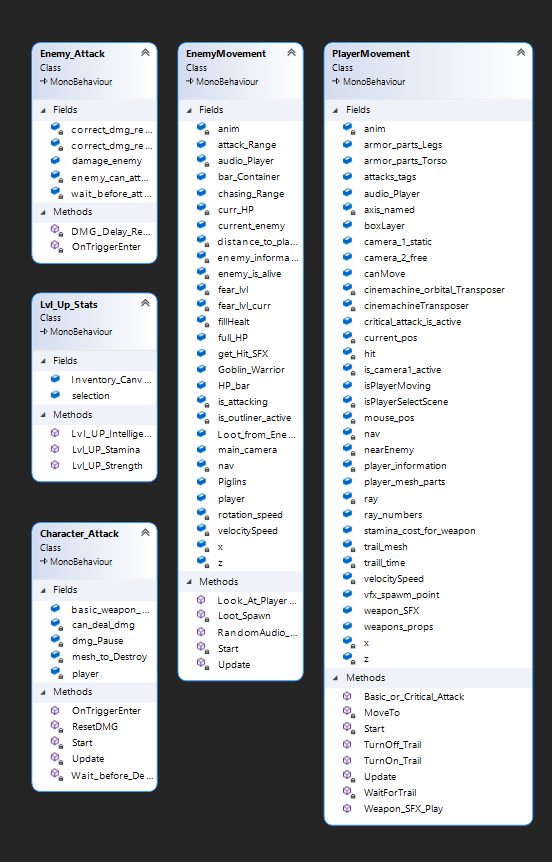 Enemy_Attack
Class
MonoBehaviour
Fields
correct_dmg_re...
correct_dmg_re...
damage_enemy
enemy_can_att...
wait_before_att...
Methods
DMG_Delay_Re...
OnTriggerEnter
Lvl_Up_Stats
Class
MonoBehaviour
Fields
Inventory_Canv...
selection
Methods
Lvl_UP_Intellige...
Lvl_UP_Stamina
Lvl_UP_Strength
Character_Attack
Class
MonoBehaviour
Fields
basic_weapon_...
can_deal_dmg
dmg_Pause
mesh_to_Destroy
player
Methods
OnTriggerEnter
ResetDMG
Start
Update
Wait_before_De...
EnemyMovement
Class
MonoBehaviour
Fields
anim
attack_Range
audio_Player
bar_Container
chasing_Range
curr_HP
current_enemy
distance_to_pla...
enemy_informa...
enemy_is_alive
fear_lvl
fear_lvl_curr
fillHealt
full_HP
get_Hit_SFX
Goblin_Warrior
HP_bar
is_attacking
is_outliner_active
Loot_from_Ene...
main_camera
nav
Piglins
player
rotation_speed
velocitySpeed
x
z
Methods
Look_At_Player...
Loot_Spawn
RandomAudio_...
Start
Update
PlayerMovement
Class
MonoBehaviour
Fields
anim
armor_parts_Legs
armor_parts_Torso
attacks_tags
audio_Player
axis_named
boxLayer
camera_1_static
camera_2_free
canMove
cinemachine_orbital_Transposer
cinemachineTransposer
critical_attack_is_active
current_pos
hit
is_camera1_active
isPlayerMoving
isPlayerSelectScene
mouse_pos
nav
nearEnemy
player_information
player_mesh_parts
ray
ray_numbers
stamina_cost_for_weapon
trail_mesh
traill_time
velocitySpeed
vfx_spawm_point
weapon_SFX
weapons_props
x
z
Methods
Basic_or_Critical_Attack
MoveTo
Start
TurnOff_Trail
TurnOn_Trail
Update
WaitForTrail
Weapon_SFX_Play